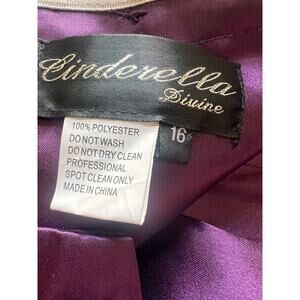 Cinderella
Divine
16
100% POLYESTER
DO NOT WASH
DO NOT DRY CLEAN
PROFESSIONAL
SPOT CLEAN ONLY
MADE IN CHINA